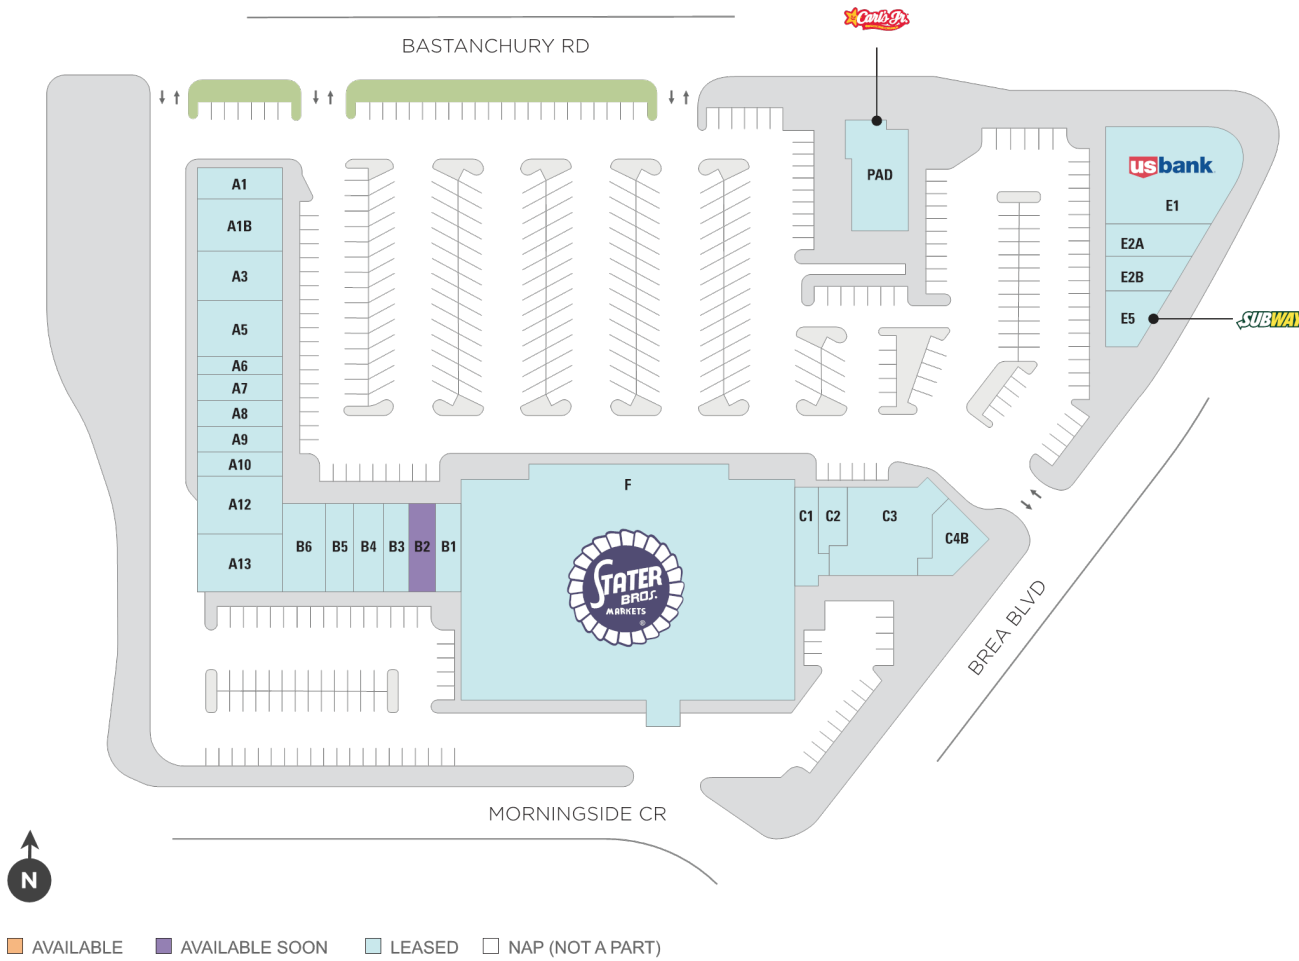 Carl's Jr.
BASTANCHURY RD
PAD
usbank
E1
E2A
E2B
E5
SUBWAY
A1
A1B
A3
A5
A6
A7
A8
A9
A10
A12
A13
B6
B5
B4
B3
B2
B1
F
STATER
BROS.
MARKETS
®
C1
C2
C3
C4B
BREA BLVD
MORNINGSIDE CR
N
AVAILABLE
AVAILABLE SOON
LEASED
NAP (NOT A PART)